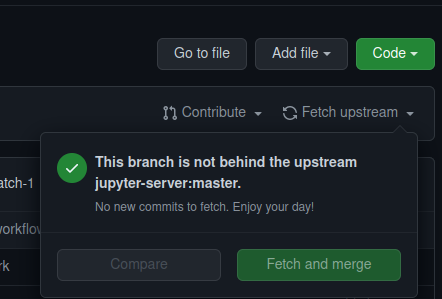 Go to file Add file Code
Contribute Fetch upstream
This branch is not behind the upstream
jupyter-server:master.
atch-1
No new commits to fetch. Enjoy your day!
workflow
Compare Fetch and merge
rk